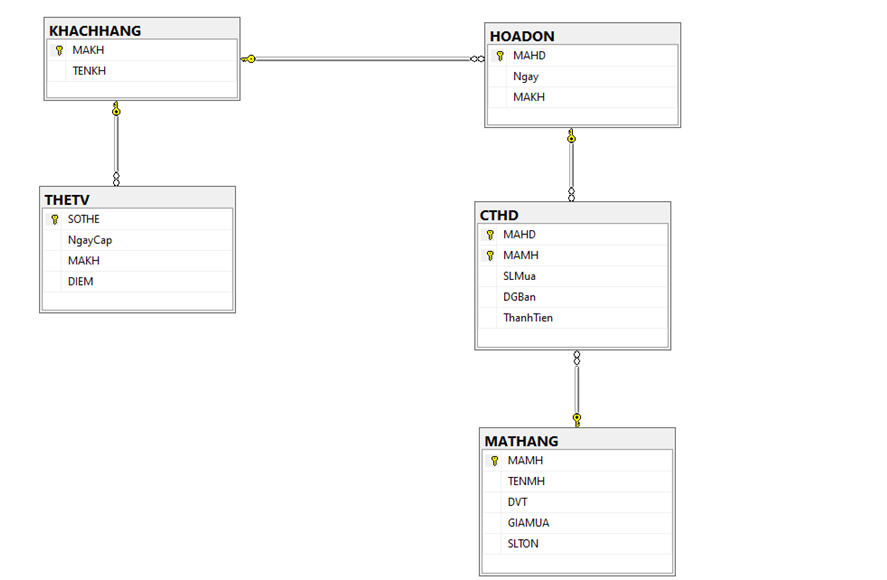 KHACHHANG
MAKH
TENKH
HOADON
MAHD
Ngay
MAKH
THETV
SOTHE
NgayCap
MAKH
DIEM
CTHD
MAHD
MAMH
SLMua
DGBan
ThanhTien
MATHANG
MAMH
TENMH
DVT
GIAMUA
SLTON